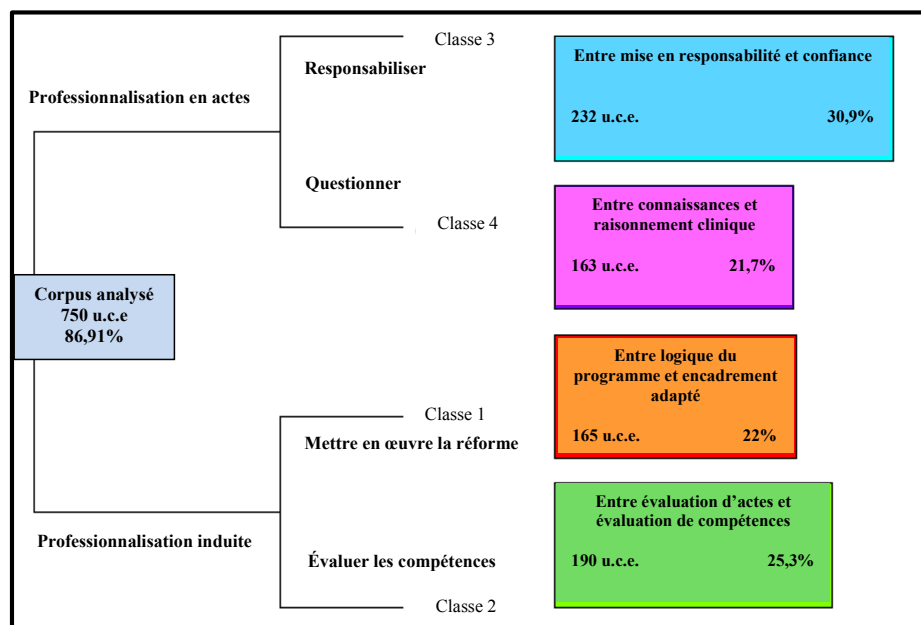 Classe 3
Responsabiliser
Professionnalisation en actes
Questionner
Classe 4
Entre mise en responsabilité et confiance
232 u.c.e. 30,9%
Entre connaissances et
raisonnement clinique
163 u.c.e. 21,7%
Corpus analysé
750 u.c.e
86,91%
Entre logique du
programme et encadrement
adapté
165 u.c.e. 22%
Classe 1
Mettre en œuvre la réforme
Professionnalisation induite
Évaluer les compétences
Classe 2
Entre évaluation d'actes et
évaluation de compétences
190 u.c.e. 25,3%